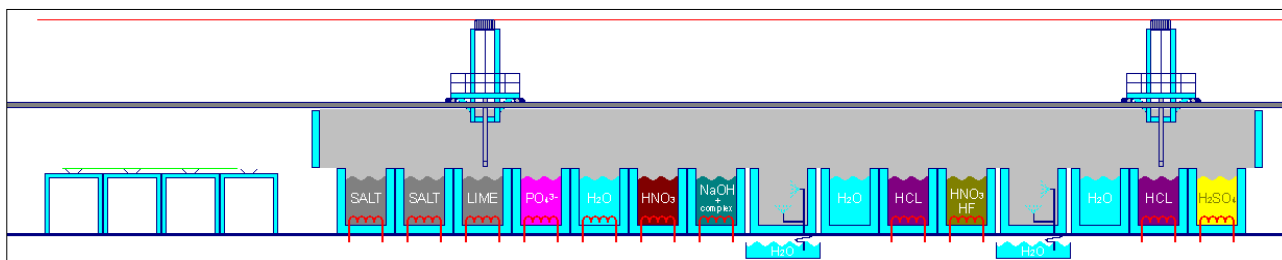 SALT
SALT
LIME
PO₄³⁻
H₂O
HNO₃
NaOH
+
complex
H₂O
HCL
HNO₃
HF
H₂O
HCL
H₂SO₄
H₂O
H₂O